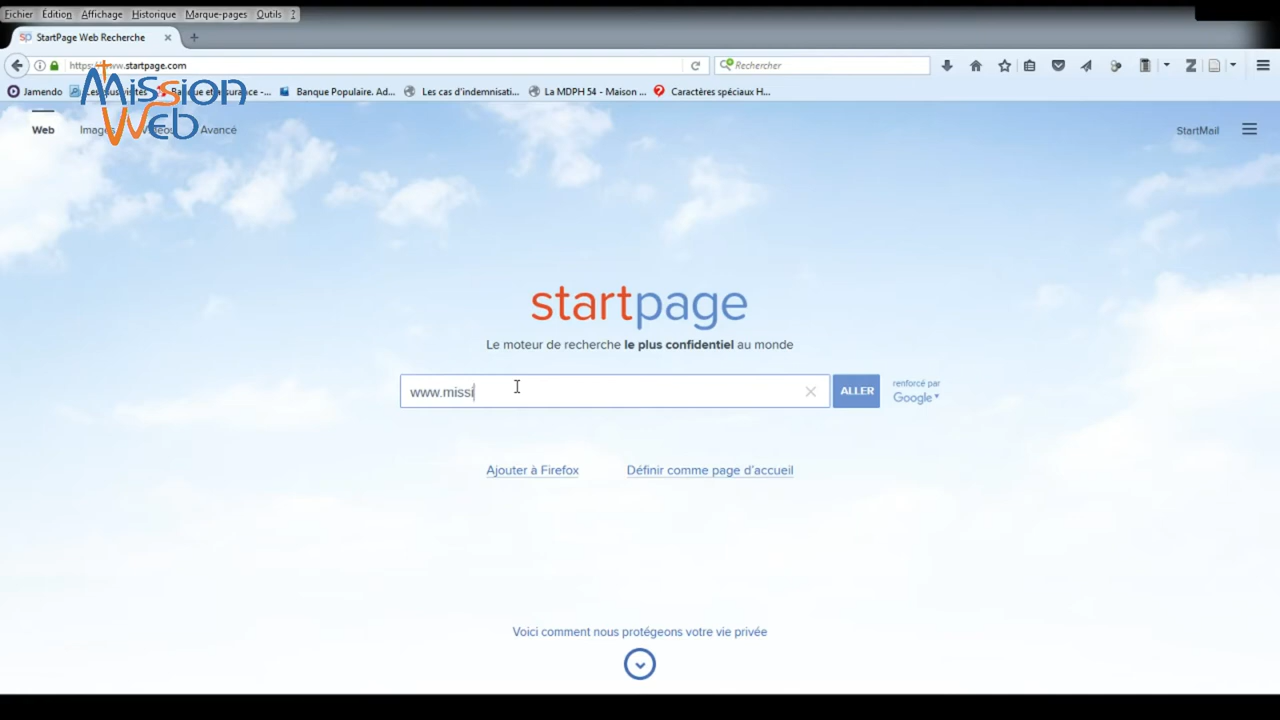 Fichier Édition Affichage Historique Marque-pages Outils ?
StartPage Web Recherche
www.startpage.com
Rechercher
Mission
Web
Jamendo
Banque Populaire. Ad...
Les cas d'indemnisati...
La MDPH 54 - Maison ...
Caractères spéciaux H...
Web Images Vidéos Avancé
StartMail
startpage
Le moteur de recherche le plus confidentiel au monde
www.missi
ALLER
renforcé par
Google
Ajouter à Firefox Définir comme page d'accueil
Voici comment nous protégeons votre vie privée